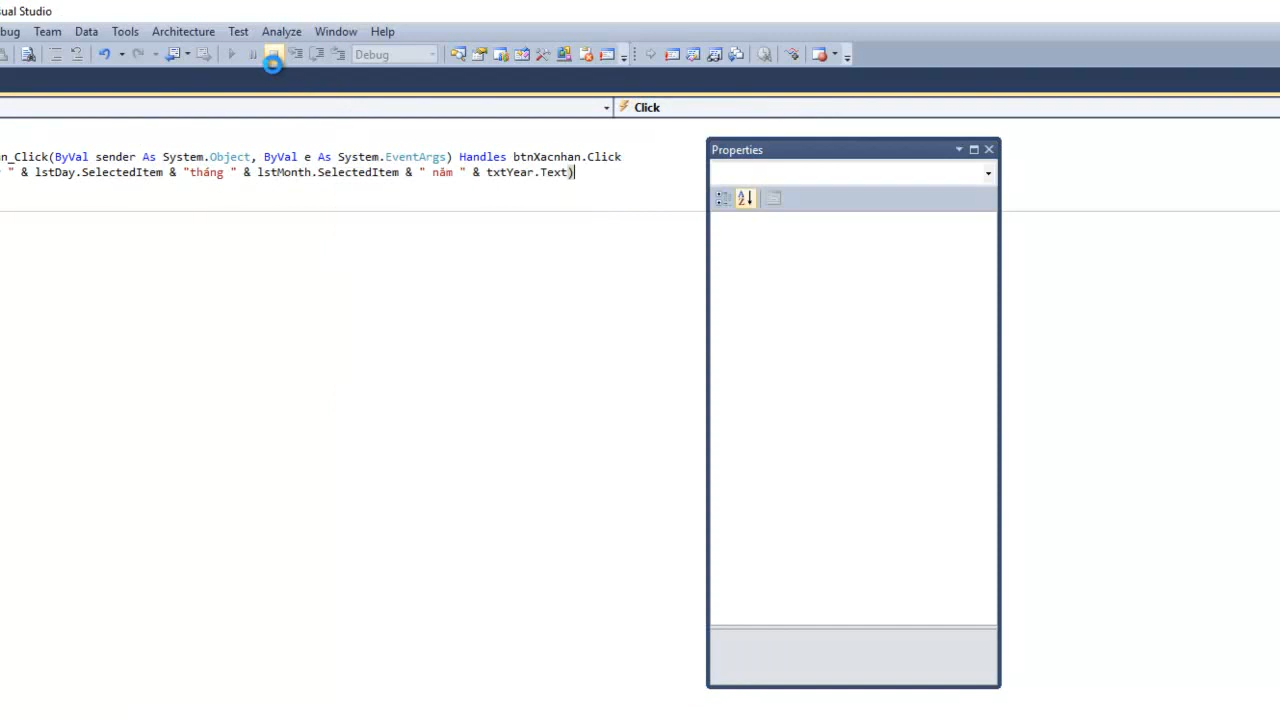 sual Studio
bug Team Data Tools Architecture Test Analyze Window Help
Debug
Click
n_Click(ByVal sender As System.Object, ByVal e As System.EventArgs) Handles btnXacnhan.Click
" & lstDay.SelectedItem & "tháng " & lstMonth.SelectedItem & " năm " & txtYear.Text)
Properties